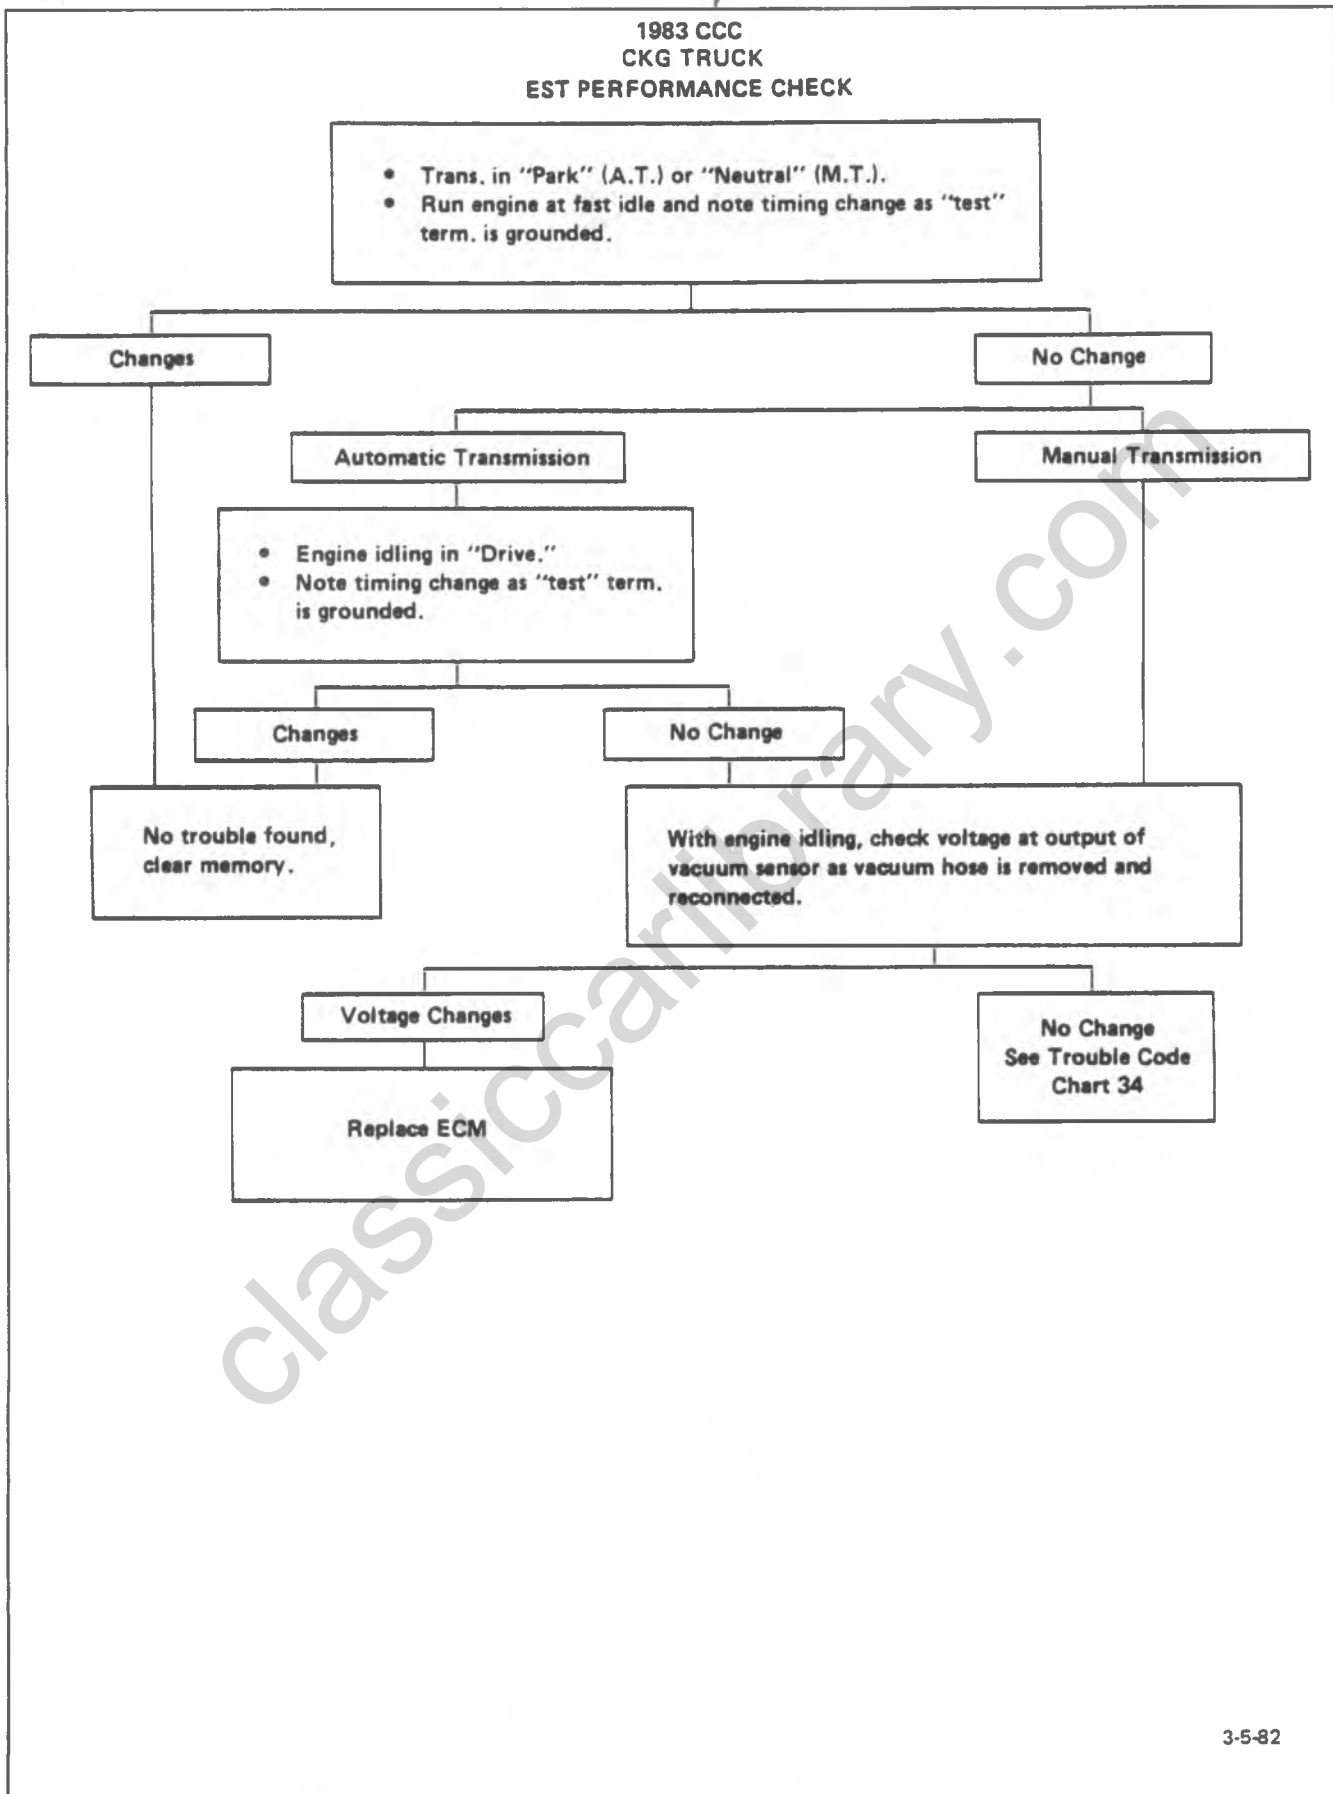 1983 CCC
CKG TRUCK
EST PERFORMANCE CHECK
• Trans. in "Park" (A.T.) or "Neutral" (M.T.).
• Run engine at fast idle and note timing change as "test"
term. is grounded.
Changes
No Change
Automatic Transmission
Manual Transmission
• Engine idling in "Drive."
• Note timing change as "test" term.
is grounded.
Changes
No Change
No trouble found,
clear memory.
With engine idling, check voltage at output of
vacuum sensor as vacuum hose is removed and
reconnected.
Voltage Changes
No Change
See Trouble Code
Chart 34
Replace ECM
classiccarlibrary.com
3-5-82